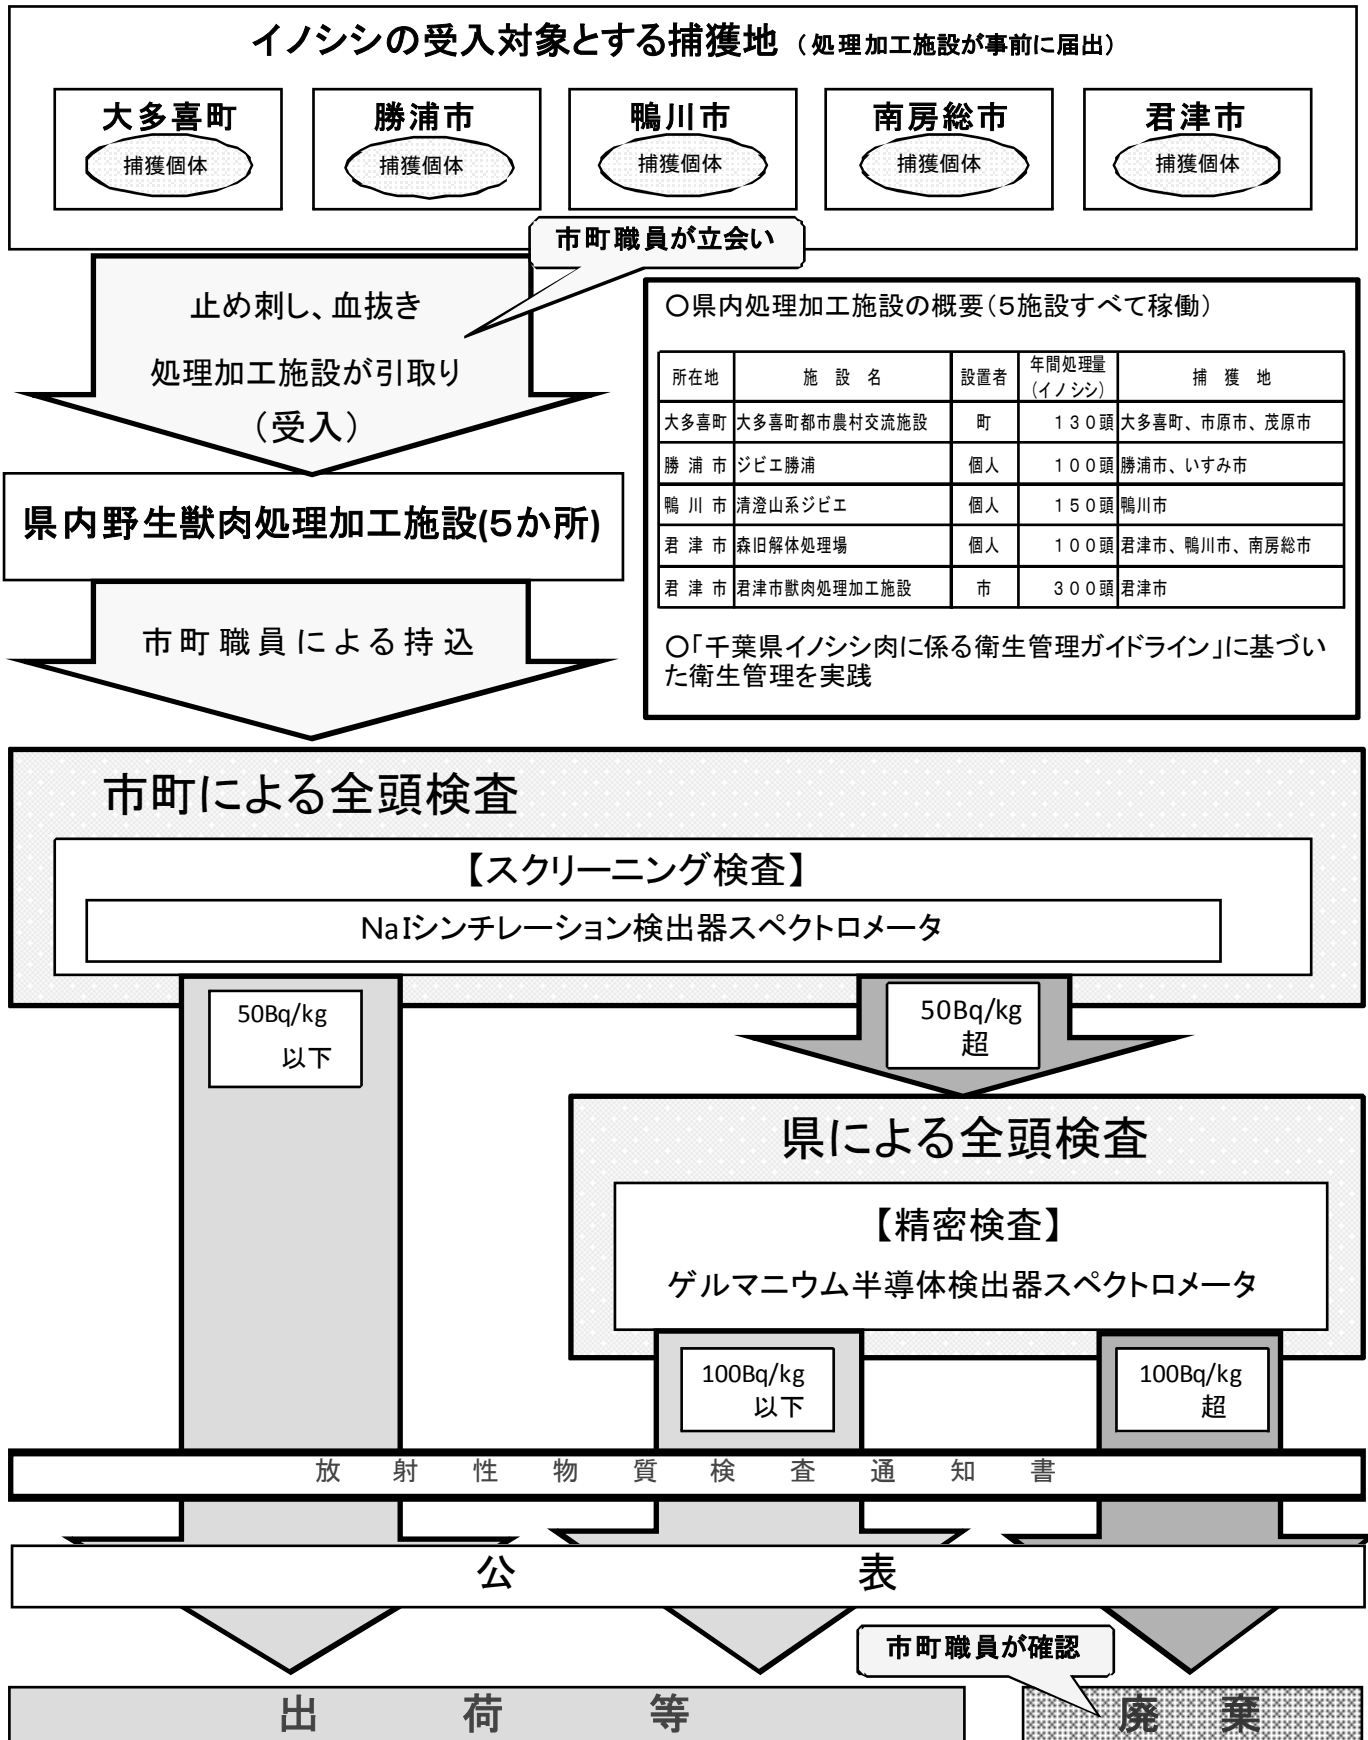 イノシシの受入対象とする捕獲地（処理加工施設が事前に届出）
大多喜町 勝浦市 鴨川市 南房総市 君津市
捕獲個体 捕獲個体 捕獲個体 捕獲個体 捕獲個体
市町職員が立会い
止め刺し、血抜き
処理加工施設が引取り
（受入）
県内野生獣肉処理加工施設(5か所)
市町職員による持込
○県内処理加工施設の概要（5施設すべて稼働）
所在地 施設名 設置者 年間処理量(イノシシ) 捕獲地
大多喜町 大多喜町都市農村交流施設 町 130頭 大多喜町、市原市、茂原市
勝浦市 ジビエ勝浦 個人 100頭 勝浦市、いすみ市
鴨川市 清澄山系ジビエ 個人 150頭 鴨川市
君津市 森旧解体処理場 個人 100頭 君津市、鴨川市、南房総市
君津市 君津市獣肉処理加工施設 市 300頭 君津市
○「千葉県イノシシ肉に係る衛生管理ガイドライン」に基づい
た衛生管理を実践
市町による全頭検査
【スクリーニング検査】
NaIシンチレーション検出器スペクトロメータ
50Bq/kg
以下
50Bq/kg
超
県による全頭検査
【精密検査】
ゲルマニウム半導体検出器スペクトロメータ
100Bq/kg
以下
100Bq/kg
超
放射性物質検査通知書
公表
市町職員が確認
出荷等
廃棄